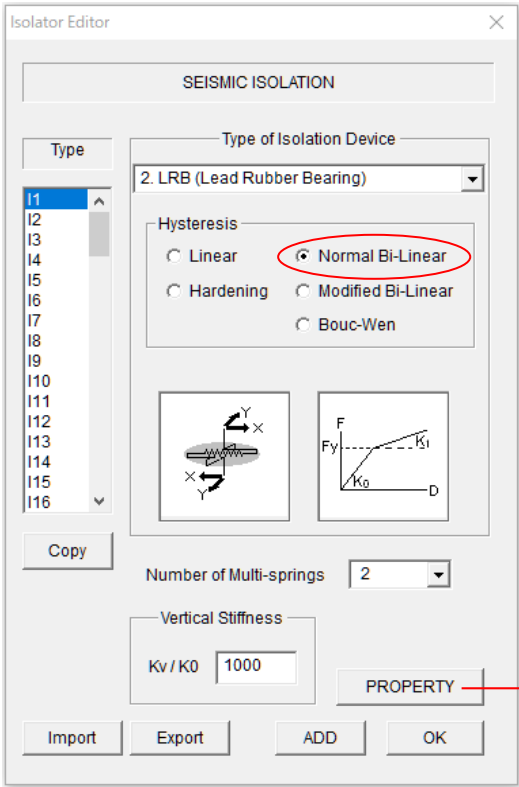 Isolator Editor
SEISMIC ISOLATION
Type
I1
I2
I3
I4
I5
I6
I7
I8
I9
I10
I11
I12
I13
I14
I15
I16
Copy
Type of Isolation Device
2. LRB (Lead Rubber Bearing)
Hysteresis
Linear
Normal Bi-Linear
Hardening
Modified Bi-Linear
Bouc-Wen
Y
X
X
Y
F
Fy
K1
K0
D
Number of Multi-springs
2
Vertical Stiffness
Kv / K0
1000
PROPERTY
Import
Export
ADD
OK